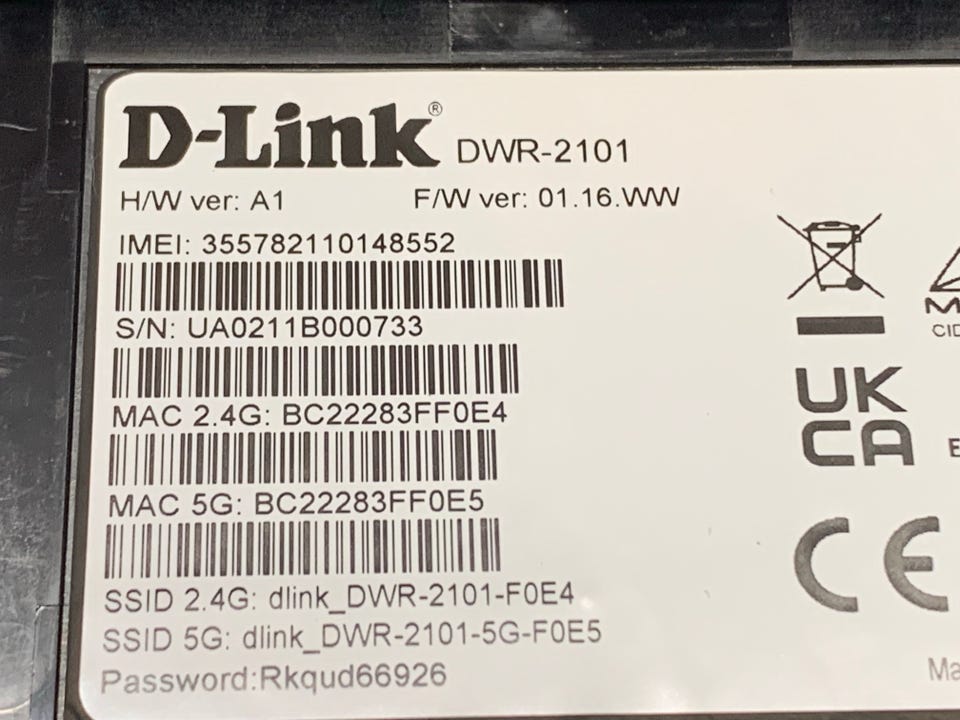 D-Link® DWR-2101
H/W ver: A1 F/W ver: 01.16.WW
IMEI: 355782110148552
S/N: UA0211B000733
MAC 2.4G: BC22283FF0E4
MAC 5G: BC22283FF0E5
SSID 2.4G: dlink_DWR-2101-F0E4
SSID 5G: dlink_DWR-2101-5G-F0E5
Password:Rkqud66926
UK
CA
CE